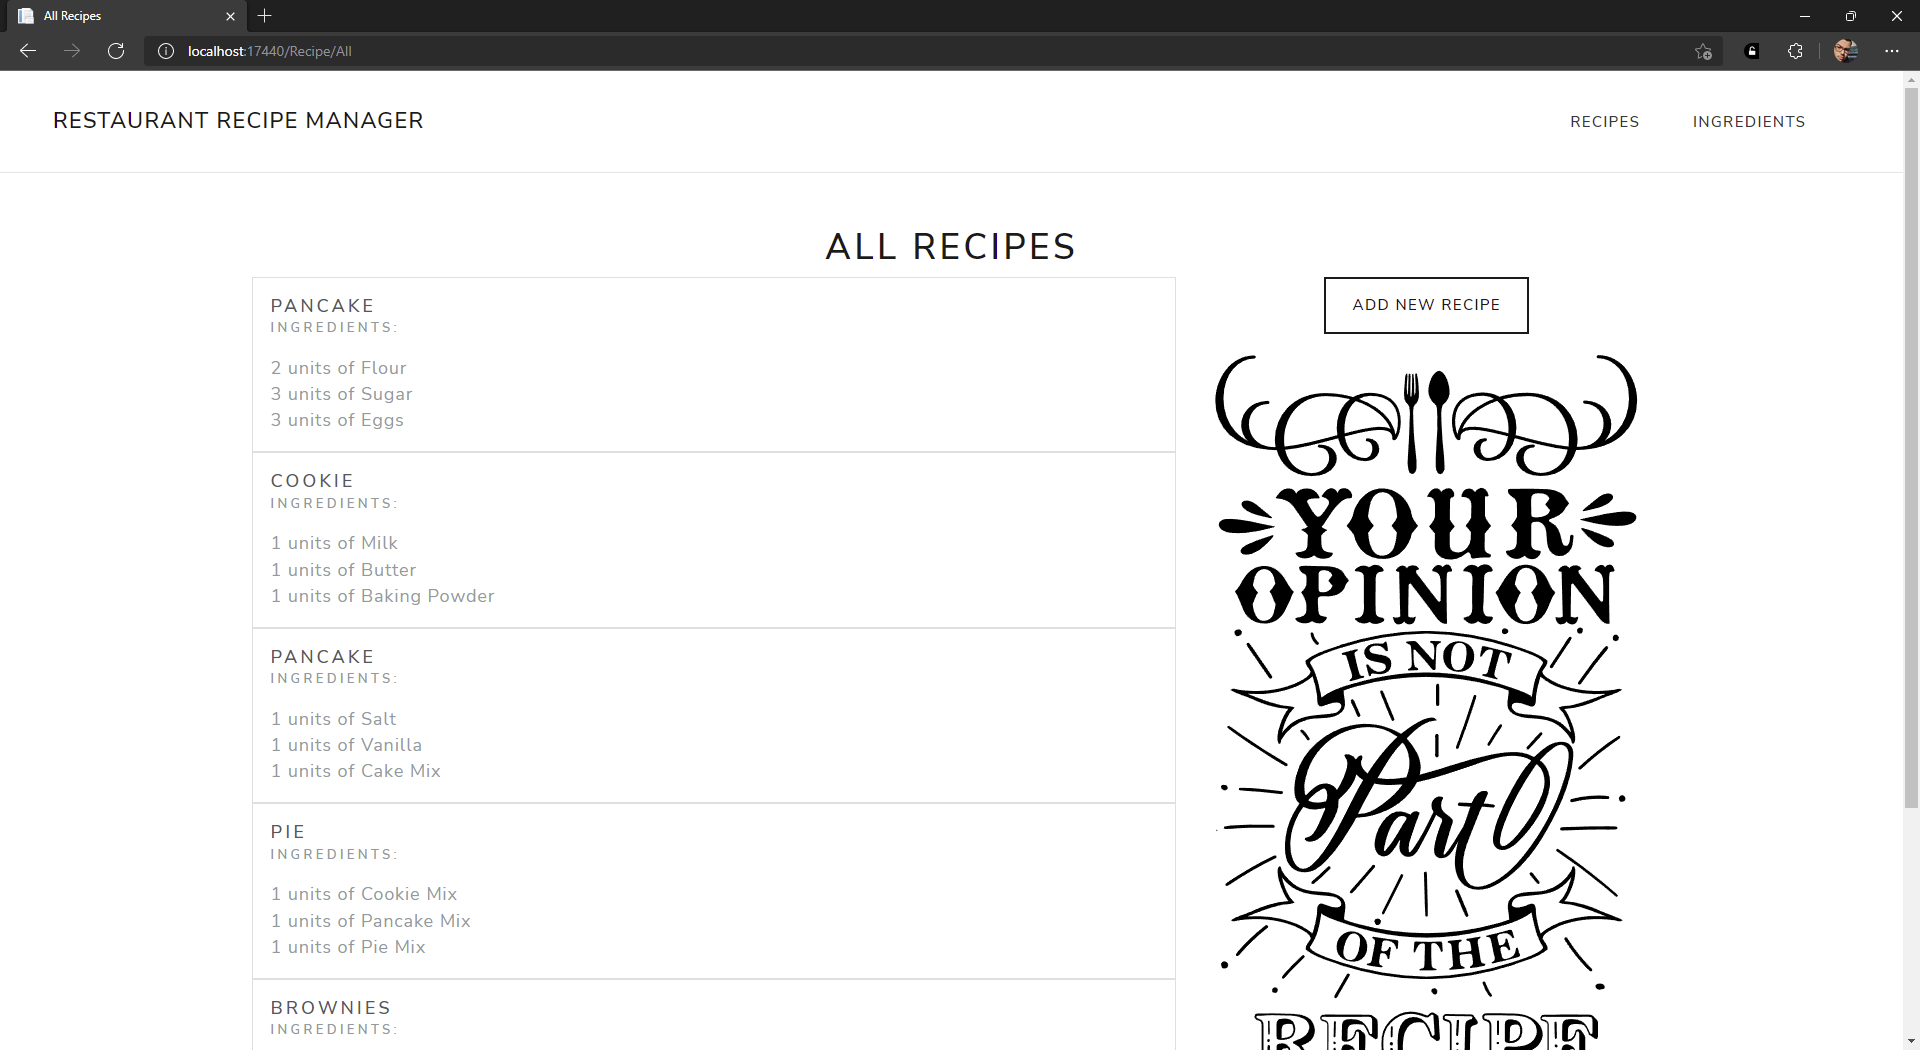 All Recipes
localhost:17440/Recipe/All
RESTAURANT RECIPE MANAGER
RECIPES
INGREDIENTS
ALL RECIPES
PANCAKE
INGREDIENTS:
2 units of Flour
3 units of Sugar
3 units of Eggs
COOKIE
INGREDIENTS:
1 units of Milk
1 units of Butter
1 units of Baking Powder
PANCAKE
INGREDIENTS:
1 units of Salt
1 units of Vanilla
1 units of Cake Mix
PIE
INGREDIENTS:
1 units of Cookie Mix
1 units of Pancake Mix
1 units of Pie Mix
BROWNIES
INGREDIENTS:
ADD NEW RECIPE
YOUR
OPINION
IS NOT
Part
OF THE
RECIPE